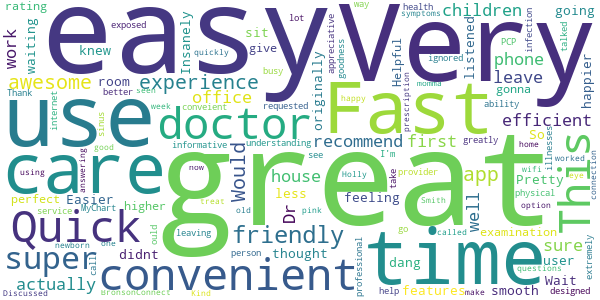 rating
exposed
lot
way
health
easy
Very
work
waiting
knew
Insanely
sit
give
busy
quickly
appreciative
goodness
children
symptoms
going
Thank
better
seen
room
originally
Helpful
listened
phone
PCP
ignored
infection
talked
leave
gonna
happier
awesome
experience
office
week
convient
requested
prescription
momma
ability
efficient
internet
use
doctor
Fast
So
illnesses
sinus
good
informative
understanding
Would
recommend
first
greatly
home
using
answering
now
see
I'm
happy
This
care
great
house
Holly
take
app
Pretty
worked
eye
wifi
connection
perfect
Easier
higher
Dr
less
feeling
provider
well
physical
option
service
MyChart
treat
Smith
examination
sure
Quick
didnt
leaving
old
pink
go
called
user
questions
newborn
one
ould
friendly
person
professional
time
Wait
extremely
super
call
thought
dang
actually
convenient
features
smooth
designed
Discussed
BronsonConnect
Kind
help
make